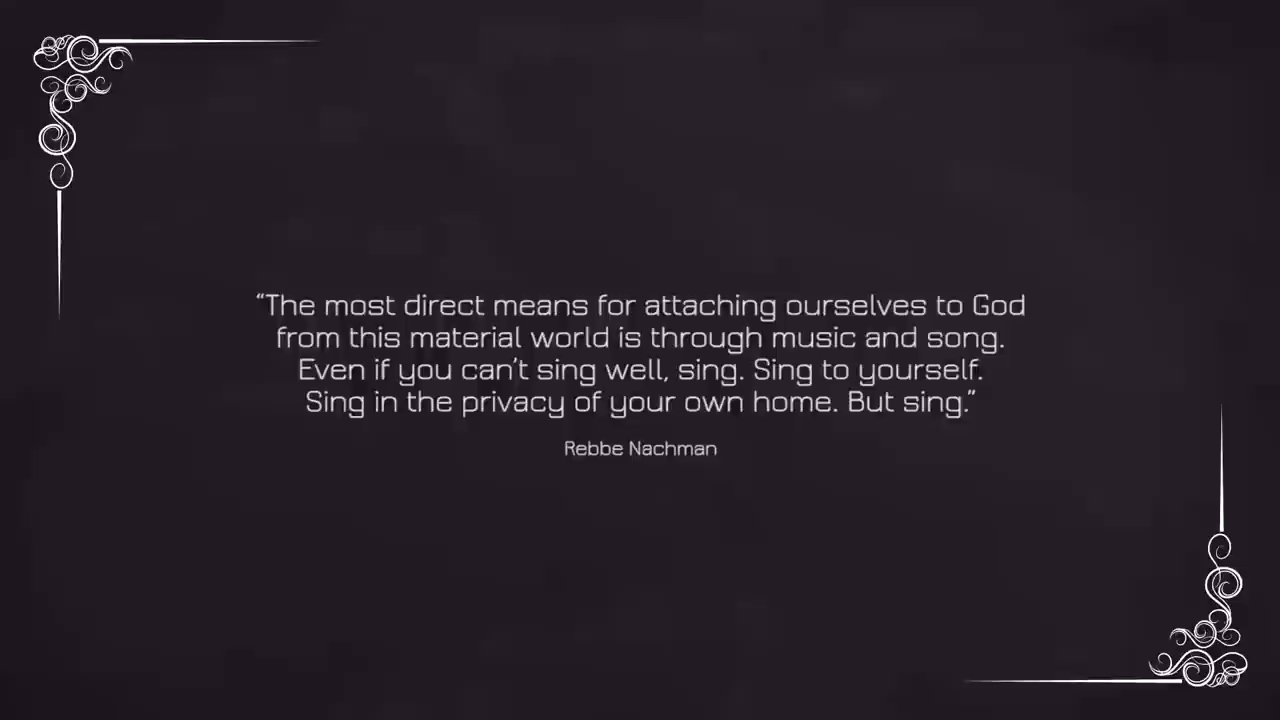 “The most direct means for attaching ourselves to God
from this material world is through music and song.
Even if you can’t sing well, sing. Sing to yourself.
Sing in the privacy of your own home. But sing.”
Rebbe Nachman